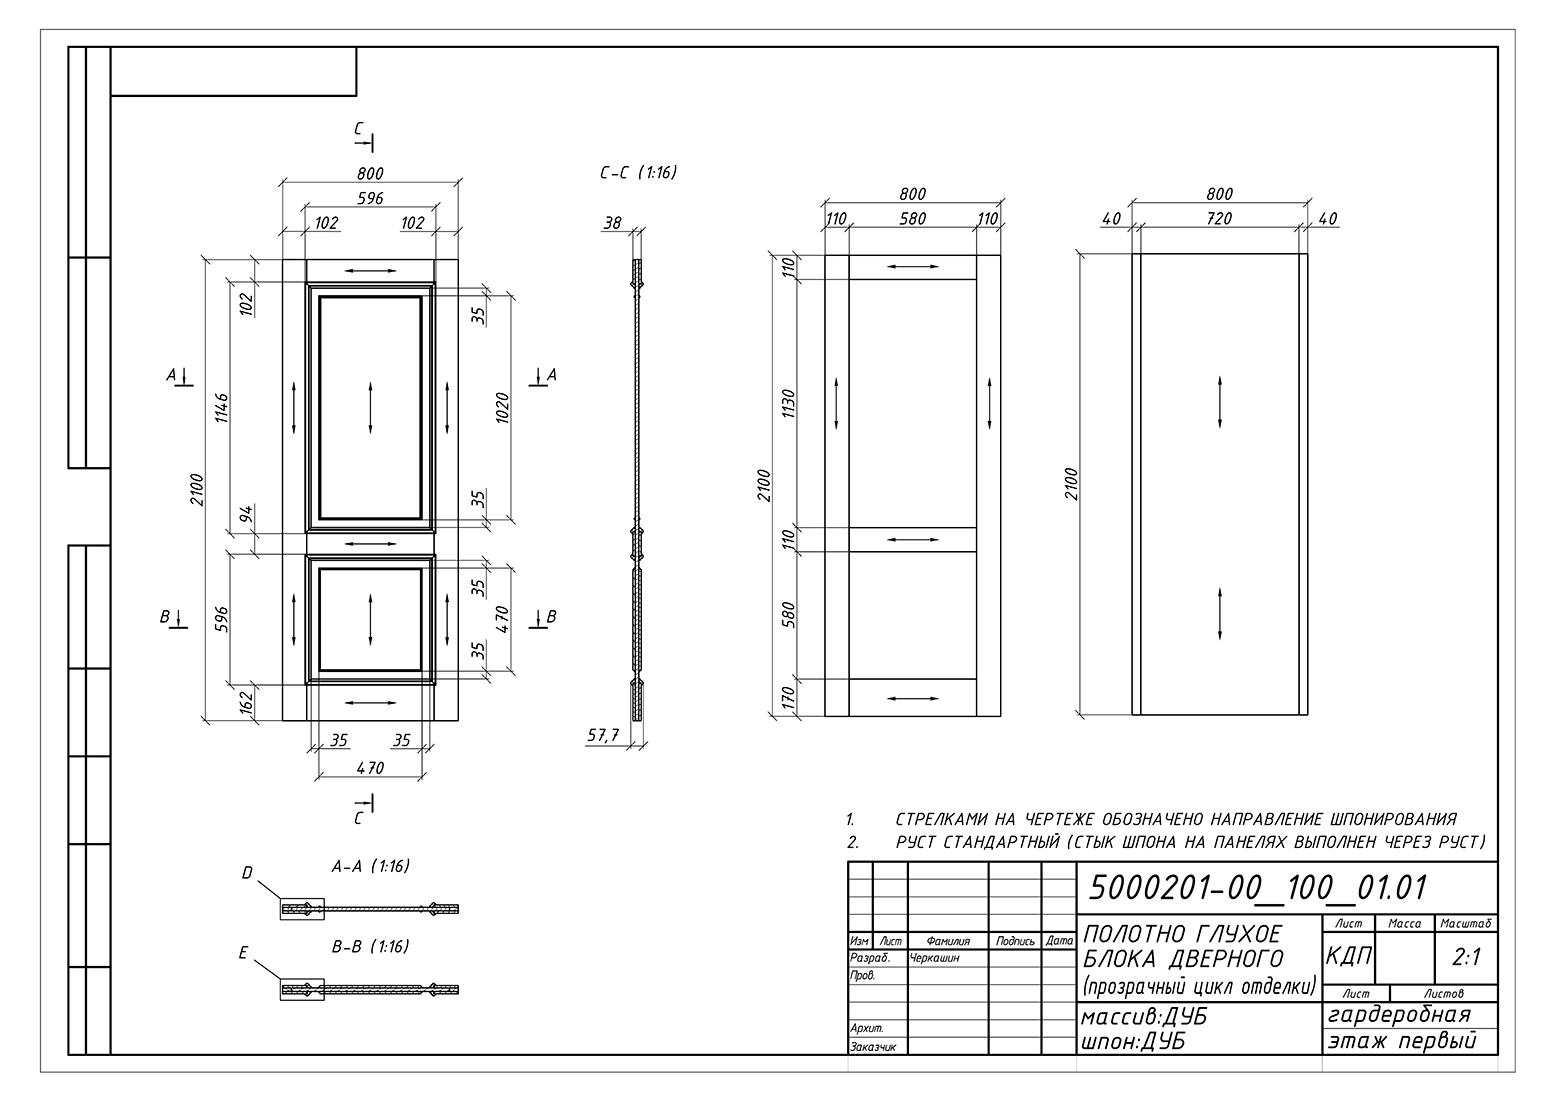 C
800
596
102 102
C-C (1:16)
38
800
110 580 110
800
40 720 40
102
35
110
A A
1146
1020
1130
2100
94
35
2100
2100
110
35
B B
596
470
580
35
162
170
57,7
35 35
470
C
1. СТРЕЛКАМИ НА ЧЕРТЕЖЕ ОБОЗНАЧЕНО НАПРАВЛЕНИЕ ШПОНИРОВАНИЯ
2. РУСТ СТАНДАРТНЫЙ (СТЫК ШПОНА НА ПАНЕЛЯХ ВЫПОЛНЕН ЧЕРЕЗ РУСТ)
A-A (1:16)
D
B-B (1:16)
E
5000201-00__100__01.01
Изм Лист Фамилия Подпись Дата
Разраб. Черкашин
Пров.
Архит.
Заказчик
ПОЛОТНО ГЛУХОЕ
БЛОКА ДВЕРНОГО
(прозрачный цикл отделки)
Лист Масса Масштаб
КДП 2:1
Лист Листов
массив:ДУБ
шпон:ДУБ
гардеробная
этаж первый